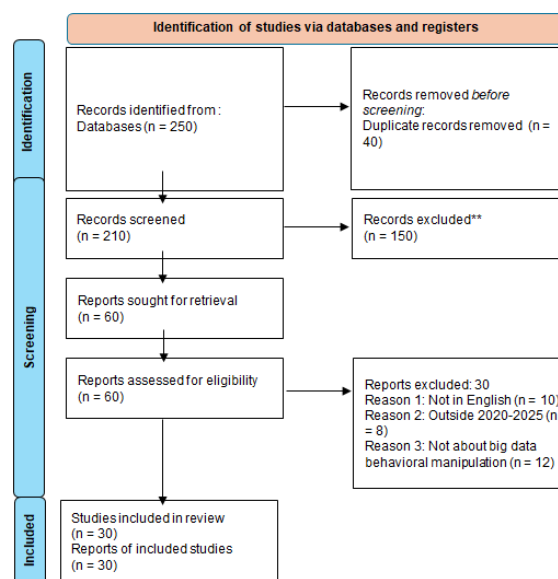 Identification of studies via databases and registers
Identification
Records identified from :
Databases (n = 250)
Records removed before
screening:
Duplicate records removed (n =
40)
Screening
Records screened
(n = 210)
Records excluded**
(n = 150)
Reports sought for retrieval
(n = 60)
Reports assessed for eligibility
(n = 60)
Reports excluded: 30
Reason 1: Not in English (n = 10)
Reason 2: Outside 2020-2025 (n
= 8)
Reason 3: Not about big data
behavioral manipulation (n = 12)
Included
Studies included in review
(n = 30)
Reports of included studies
(n = 30)